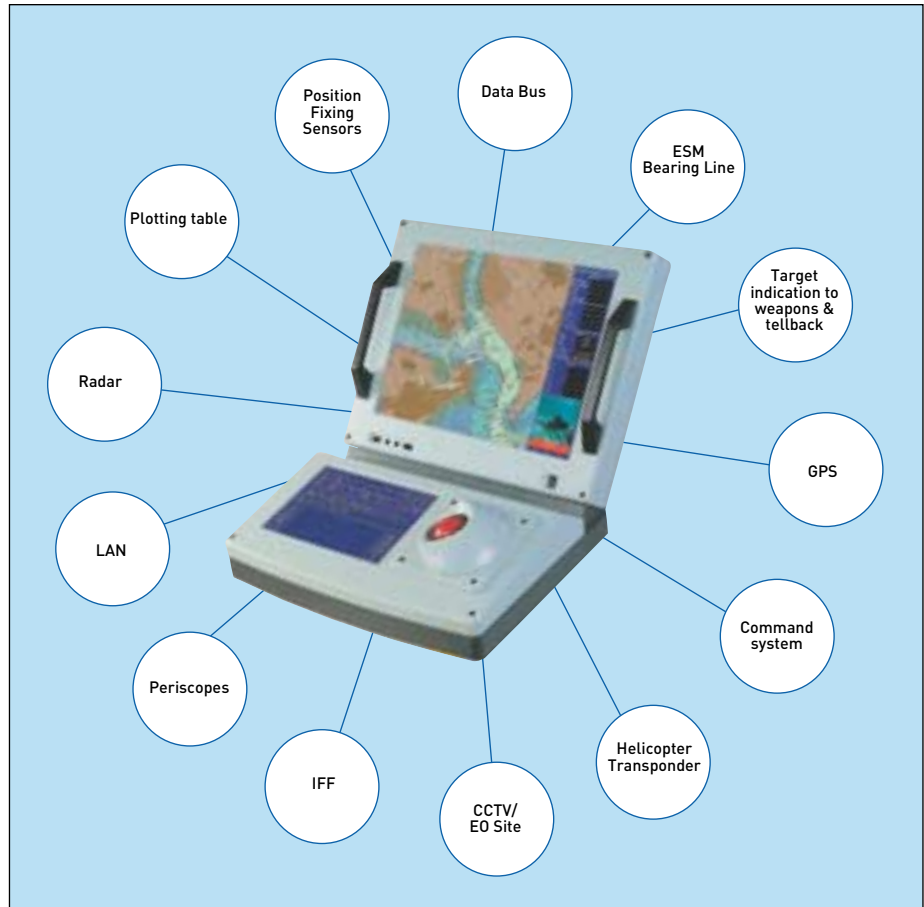 Position
Fixing
Sensors
Data Bus
ESM
Bearing Line
Plotting table
Target
indication to
weapons &
tellback
Radar
GPS
LAN
Command
system
Periscopes
Helicopter
Transponder
IFF
CCTV/
EO Site